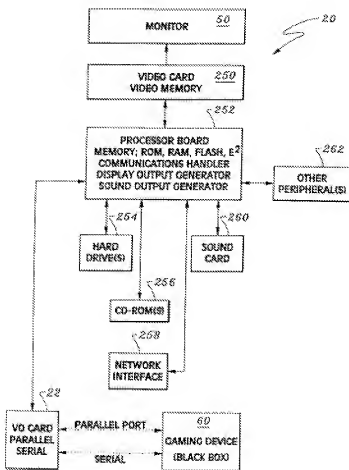 20
MONITOR
50
VIDEO CARD
VIDEO MEMORY
250
252
PROCESSOR BOARD
MEMORY; ROM, RAM, FLASH, E²
COMMUNICATIONS HANDLER
DISPLAY OUTPUT GENERATOR
SOUND OUTPUT GENERATOR
262
OTHER
PERIPHERAL(S)
254
HARD
DRIVE(S)
260
SOUND
CARD
256
CD-ROM(S)
258
NETWORK
INTERFACE
22
I/O CARD
PARALLEL
SERIAL
PARALLEL PORT
SERIAL
60
GAMING DEVICE
(BLACK BOX)